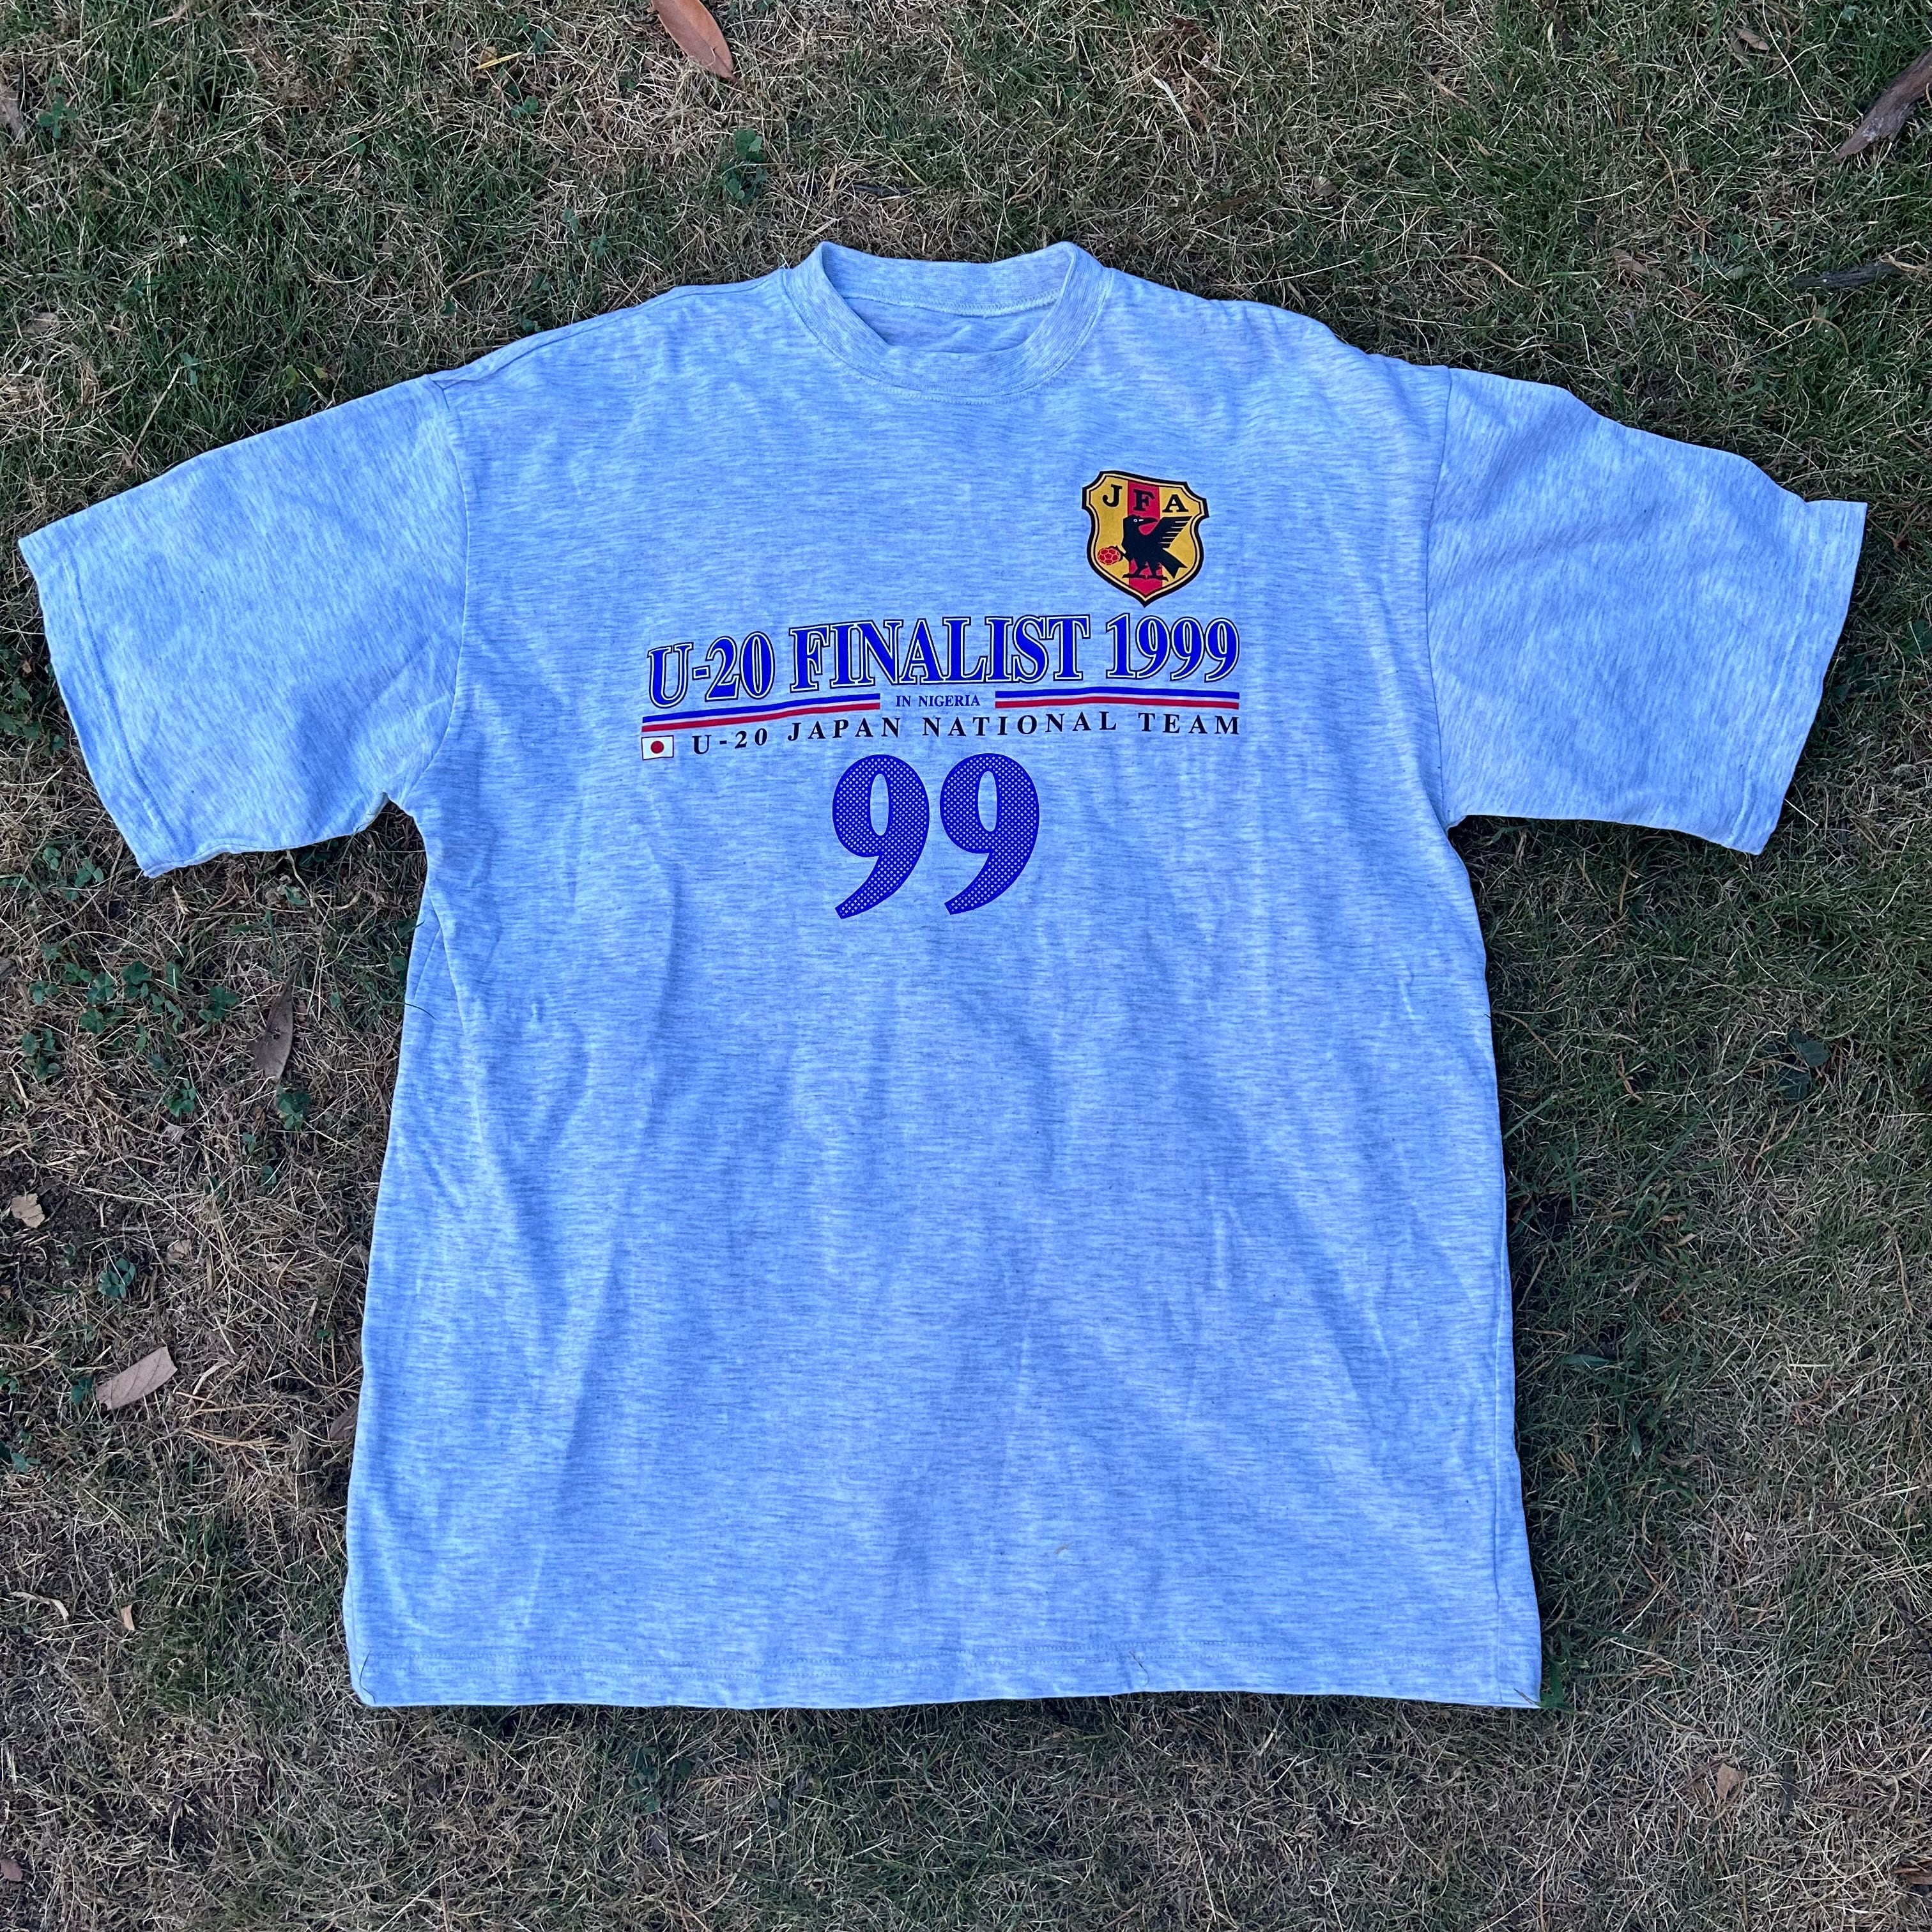 JFA
U-20 FINALIST 1999
IN NIGERIA
U-20 JAPAN NATIONAL TEAM
99